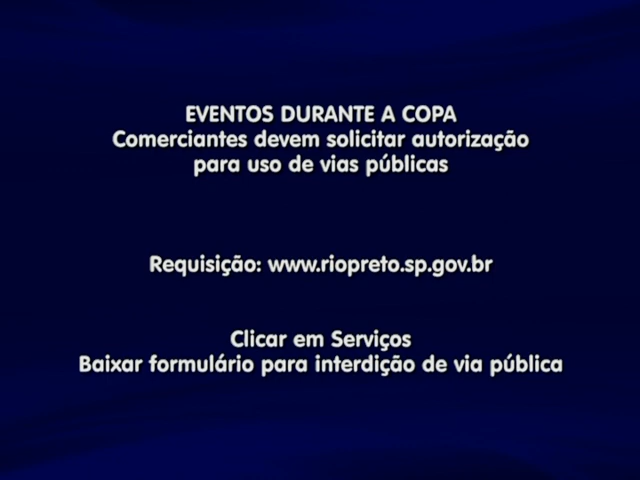 EVENTOS DURANTE A COPA
Comerciantes devem solicitar autorização
para uso de vias públicas
Requisição: www.riopreto.sp.gov.br
Clicar em Serviços
Baixar formulário para interdição de via pública